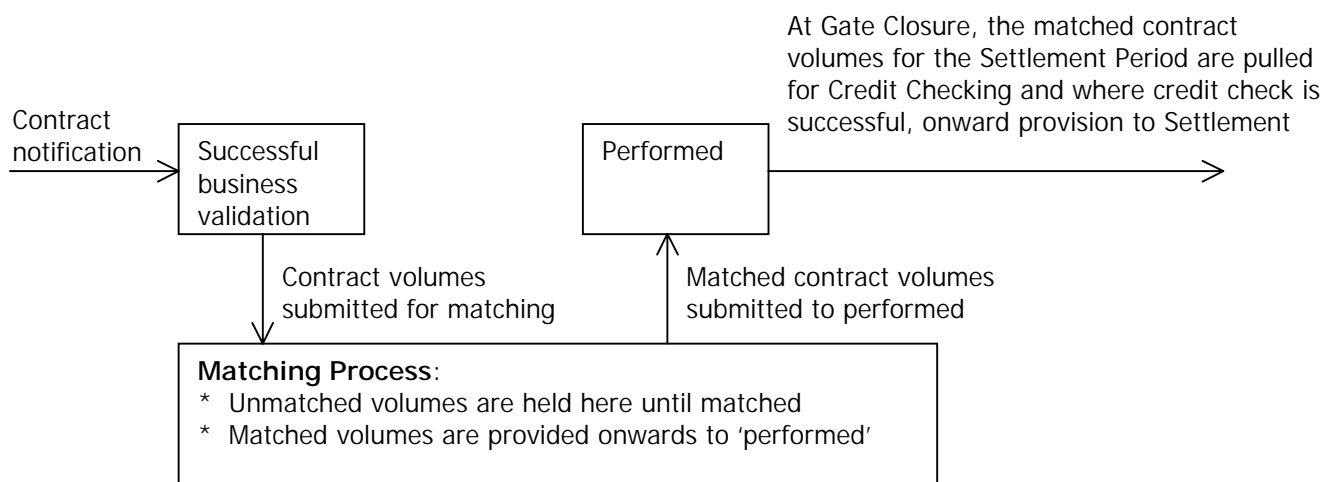 At Gate Closure, the matched contract
volumes for the Settlement Period are pulled
for Credit Checking and where credit check is
successful, onward provision to Settlement
Contract
notification
Successful
business
validation
Performed
Contract volumes
submitted for matching
Matched contract volumes
submitted to performed
Matching Process:
* Unmatched volumes are held here until matched
* Matched volumes are provided onwards to ‘performed’